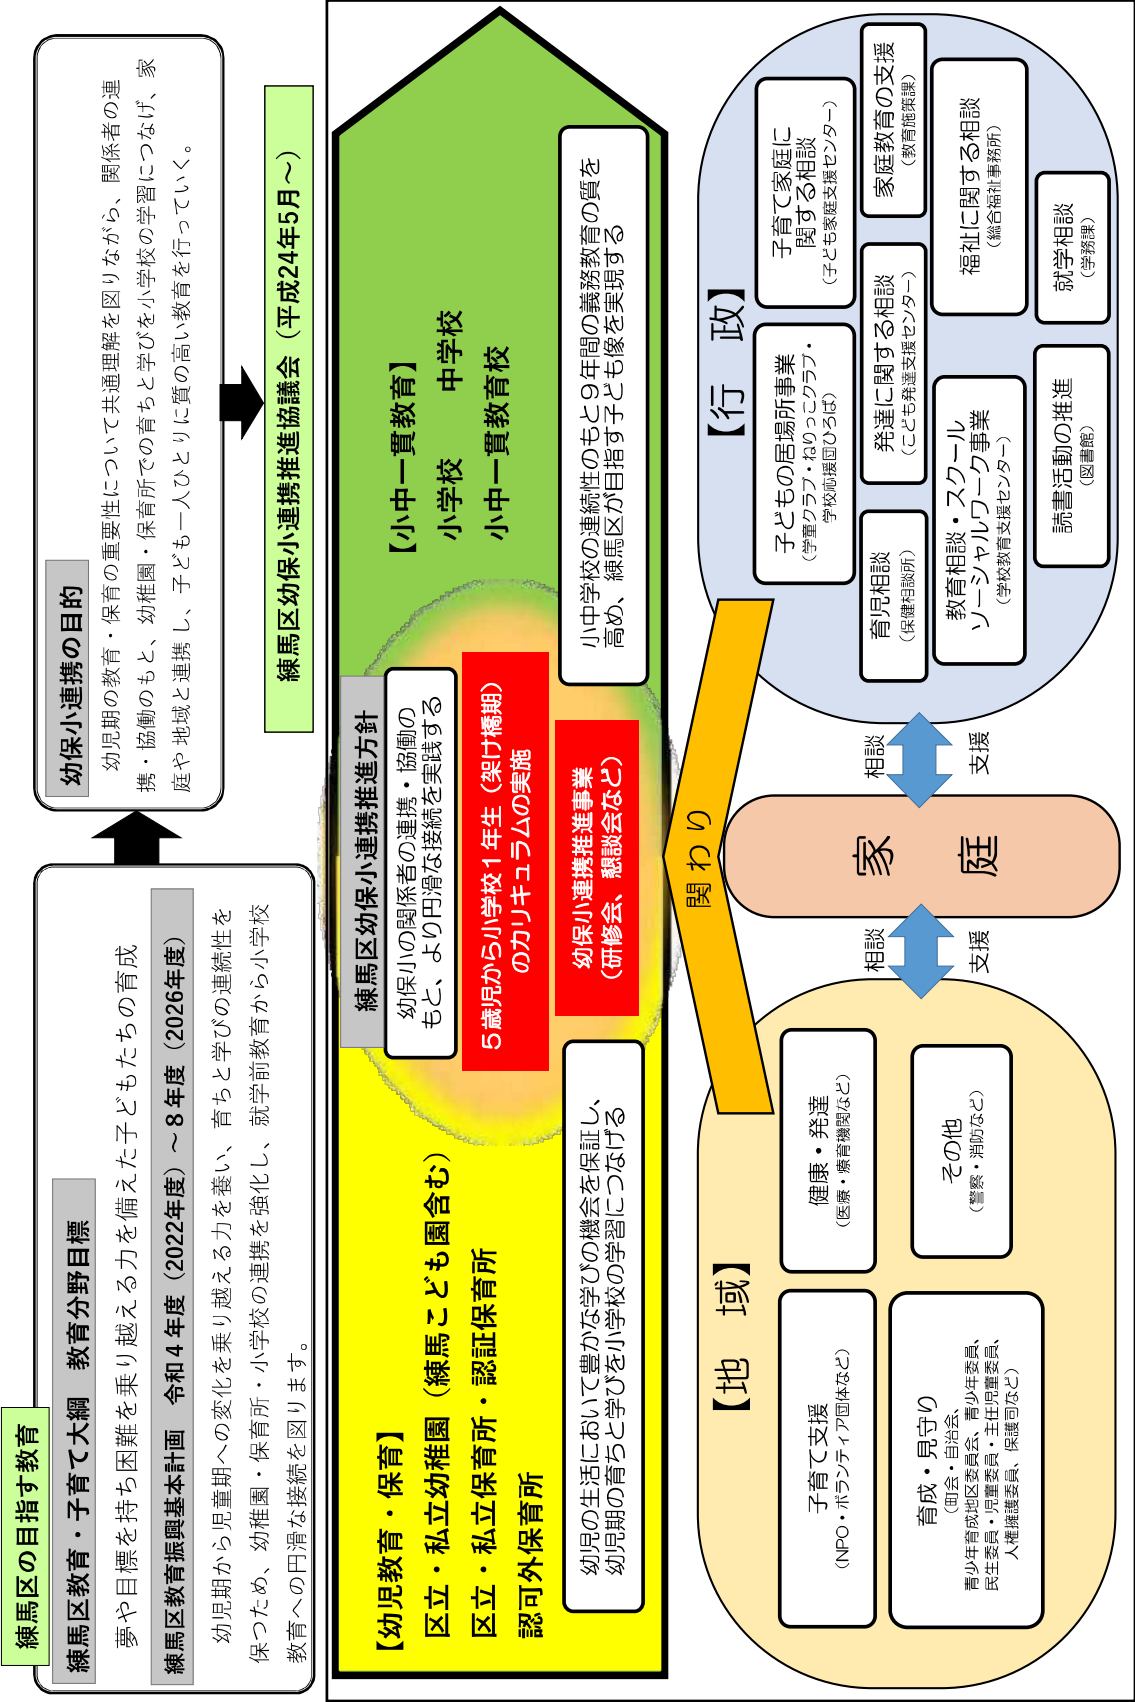 練馬区の目指す教育
練馬区教育・子育て大綱　教育分野目標
夢や目標を持ち困難を乗り越える力を備えた子どもたちの育成
練馬区教育振興基本計画　令和４年度（2022年度）～８年度（2026年度）
幼児期から児童期への変化を乗り越える力を養い、育ちと学びの連続性を
保つため、幼稚園・保育所・小学校の連携を強化し、就学前教育から小学校
教育への円滑な接続を図ります。
幼保小連携の目的
幼児期の教育・保育の重要性について共通理解を図りながら、関係者の連
携・協働のもと、幼稚園・保育所での育ちと学びを小学校の学習につなげ、家
庭や地域と連携し、子ども一人ひとりに質の高い教育を行っていく。
練馬区幼保小連携推進協議会（平成24年5月～）
【幼児教育・保育】
区立・私立幼稚園（練馬こども園含む）
区立・私立保育所・認証保育所
認可外保育所
幼児の生活において豊かな学びの機会を保証し、
幼児期の育ちと学びを小学校の学習につなげる
練馬区幼保小連携推進方針
幼保小の関係者の連携・協働の
もと、より円滑な接続を実践する
５歳児から小学校１年生（架け橋期）
のカリキュラムの実施
幼保小連携推進事業
（研修会、懇談会など）
【小中一貫教育】
小学校　　中学校
小中一貫教育校
小中学校の連続性のもと９年間の義務教育の質を
高め、練馬区が目指す子ども像を実現する
関わり
【地　域】
子育て支援
（NPO・ボランティア団体など）
健康・発達
（医療・療育機関など）
育成・見守り
（町会・自治会、
青少年育成地区委員会、青少年委員、
民生委員・児童委員・主任児童委員、
人権擁護委員、保護司など）
その他
（警察・消防など）
相談
支援
家
庭
相談
支援
【行　政】
子どもの居場所事業
（学童クラブ・ねりっこクラブ・
学校応援団ひろば）
子育て家庭に
関する相談
（子ども家庭支援センター）
育児相談
（保健相談所）
発達に関する相談
（こども発達支援センター）
家庭教育の支援
（教育施策課）
教育相談・スクール
ソーシャルワーク事業
（学校教育支援センター）
福祉に関する相談
（総合福祉事務所）
読書活動の推進
（図書館）
就学相談
（学務課）